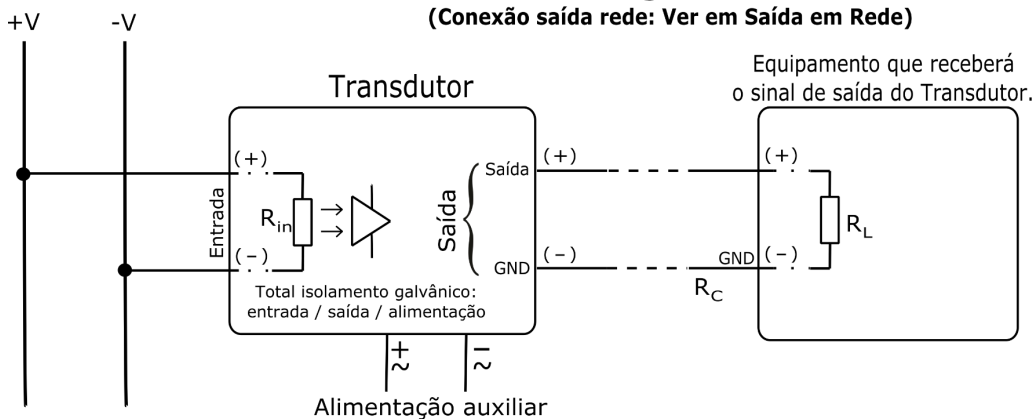 (Conexão saída rede: Ver em Saída em Rede)
+V
-V
Transdutor
Equipamento que receberá
o sinal de saída do Transdutor.
Entrada
(+)
Rin
(-)
Saída
Saída
GND
(+)
(-)
Total isolamento galvânico:
entrada / saída / alimentação
RC
GND
(+)
(-)
RL
+
~
-
~
Alimentação auxiliar